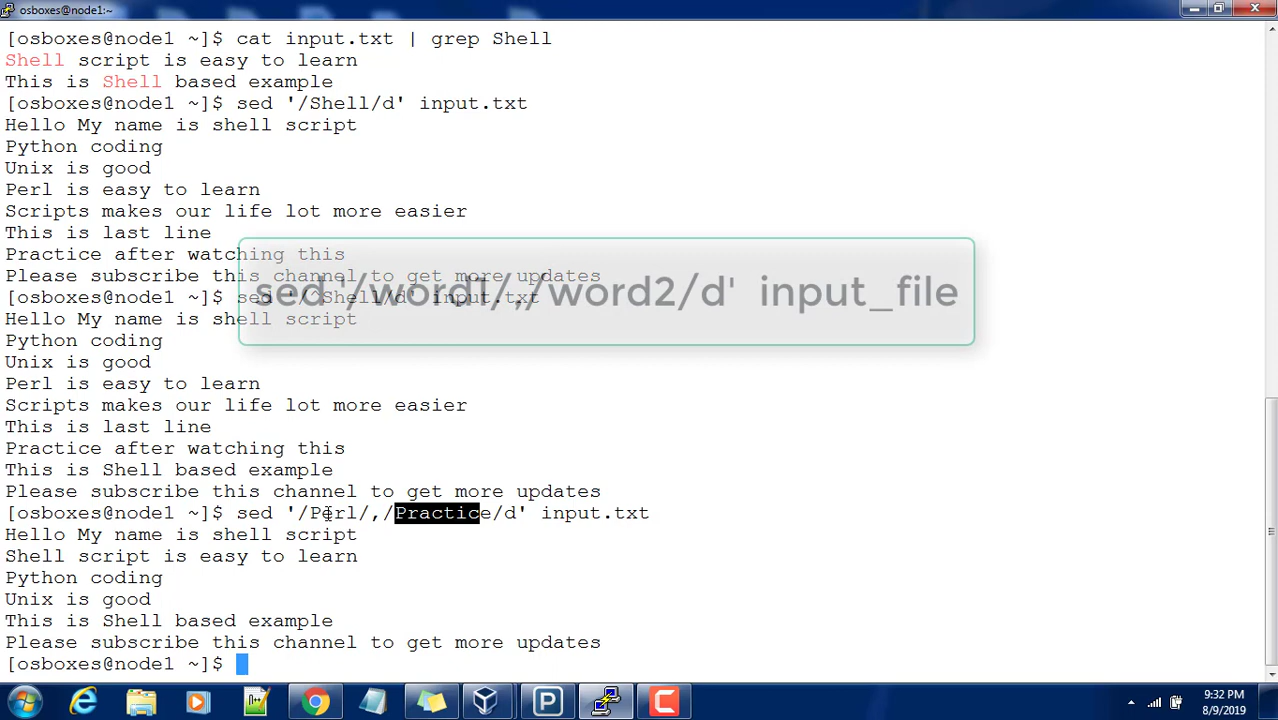 osboxes@node1:~
[osboxes@node1 ~]$ cat input.txt | grep Shell
Shell script is easy to learn
This is Shell based example
[osboxes@node1 ~]$ sed '/Shell/d' input.txt
Hello My name is shell script
Python coding
Unix is good
Perl is easy to learn
Scripts makes our life lot more easier
This is last line
Practice after watching this
Please subscribe this channel to get more updates
[osboxes@node1 ~]$ sed '/^Shell/d' input.txt
sed '/word1/,/word2/d' input_file
Hello My name is shell script
Python coding
Unix is good
Perl is easy to learn
Scripts makes our life lot more easier
This is last line
Practice after watching this
This is Shell based example
Please subscribe this channel to get more updates
[osboxes@node1 ~]$ sed '/Perl/,/Practice/d' input.txt
Hello My name is shell script
Shell script is easy to learn
Python coding
Unix is good
This is Shell based example
Please subscribe this channel to get more updates
[osboxes@node1 ~]$
9:32 PM
8/9/2019